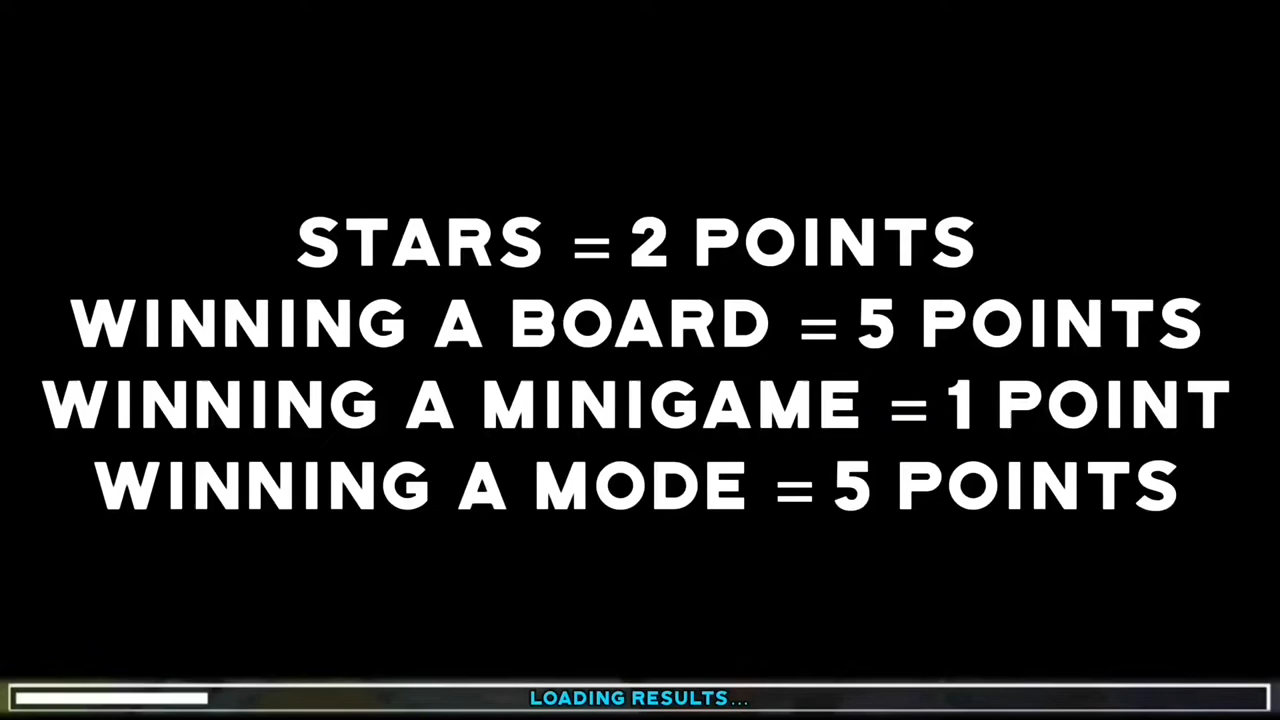 STARS = 2 POINTS
WINNING A BOARD = 5 POINTS
WINNING A MINIGAME = 1 POINT
WINNING A MODE = 5 POINTS
LOADING RESULTS...